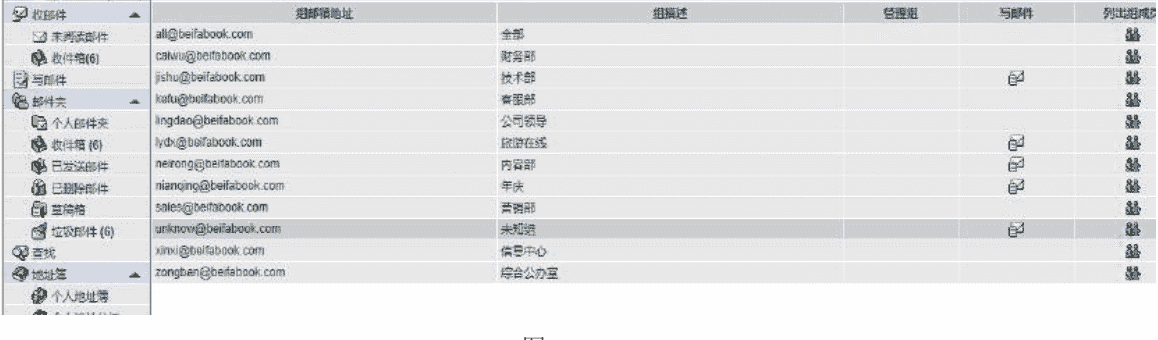 收邮件 组邮箱地址 组描述 管理组 写邮件 列出组成员
未阅读邮件 all@beifabook.com 全部
收件箱(6) caiwu@beifabook.com 财务部
写邮件 jishu@beifabook.com 技术部
邮件夹 kefu@beifabook.com 客服部
个人邮件夹 lingdao@beifabook.com 公司领导
收件箱 (6) lydx@beifabook.com 旅游在线
已发送邮件 neirong@beifabook.com 内容部
已删除邮件 nianqing@beifabook.com 年庆
草稿箱 sales@beifabook.com 营销部
垃圾邮件 (6) unknow@beifabook.com 未知组
查找 xinxi@beifabook.com 信息中心
地址簿 zongban@beifabook.com 综合公办室
个人地址簿
图